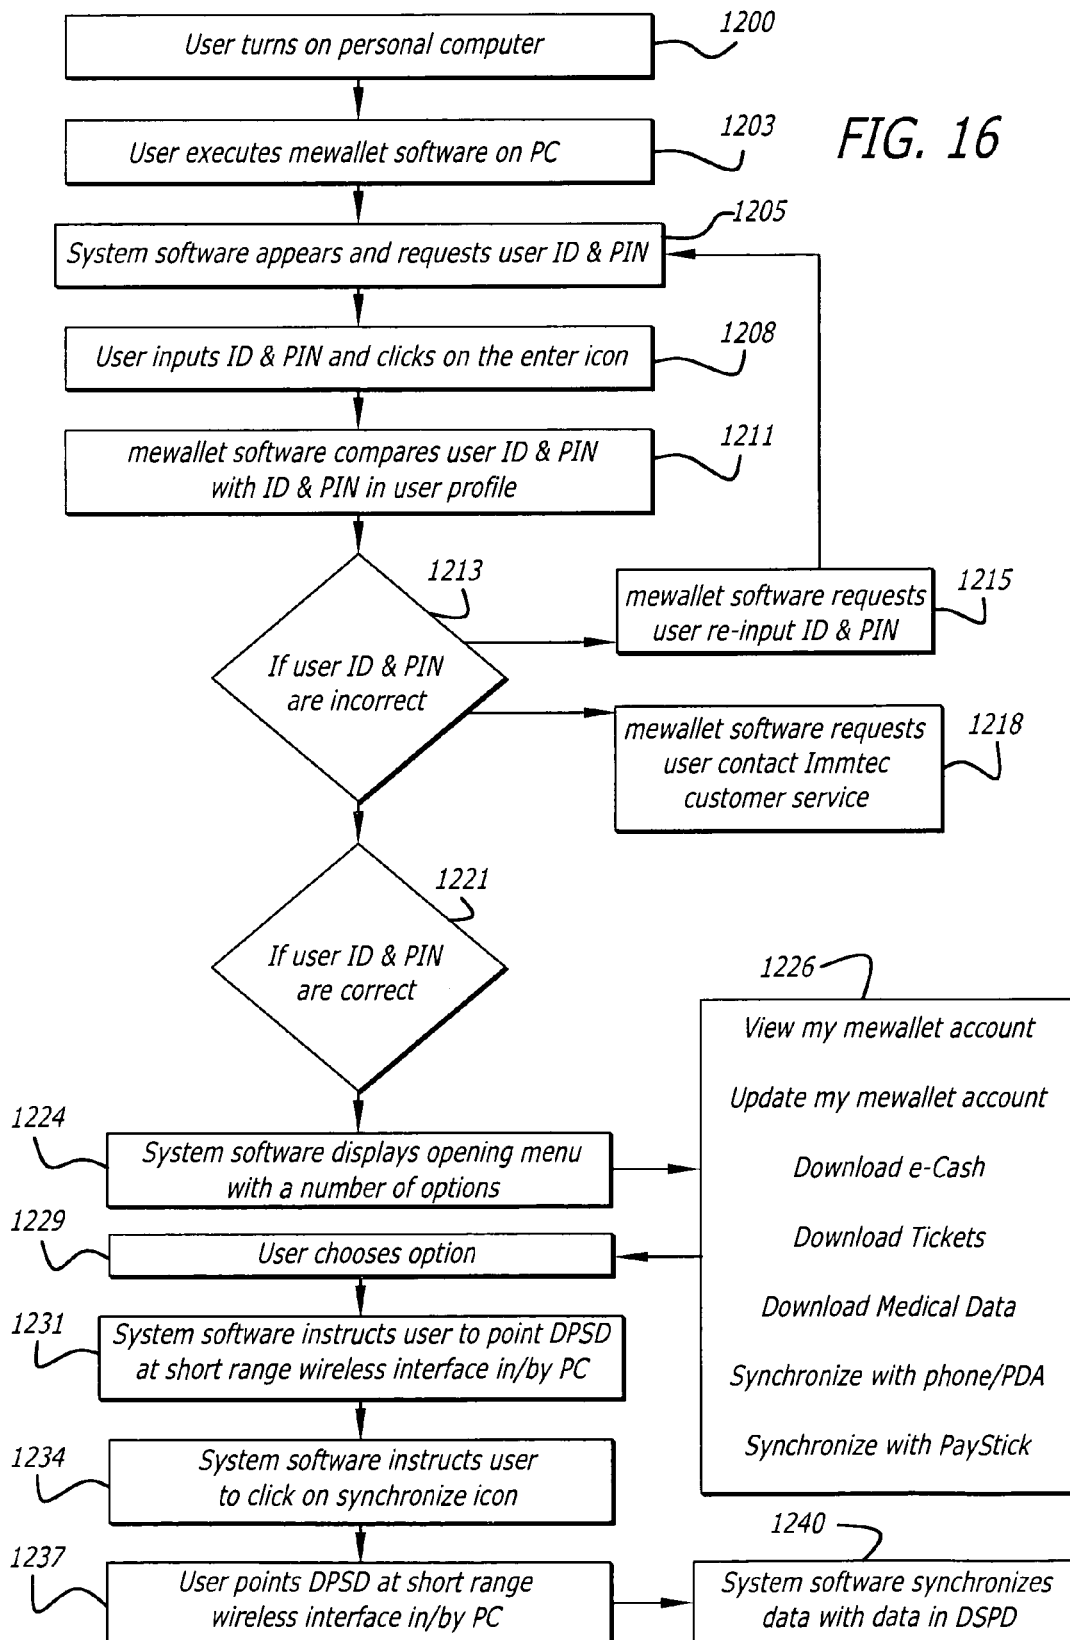 1200
User turns on personal computer
FIG. 16
1203
User executes mewallet software on PC
1205
System software appears and requests user ID & PIN
1208
User inputs ID & PIN and clicks on the enter icon
1211
mewallet software compares user ID & PIN
with ID & PIN in user profile
1213
If user ID & PIN
are incorrect
1215
mewallet software requests
user re-input ID & PIN
1218
mewallet software requests
user contact Immtec
customer service
1221
If user ID & PIN
are correct
1224
System software displays opening menu
with a number of options
1226
View my mewallet account
Update my mewallet account
Download e-Cash
Download Tickets
Download Medical Data
Synchronize with phone/PDA
Synchronize with PayStick
1229
User chooses option
1231
System software instructs user to point DPSD
at short range wireless interface in/by PC
1234
System software instructs user
to click on synchronize icon
1237
User points DPSD at short range
wireless interface in/by PC
1240
System software synchronizes
data with data in DSPD